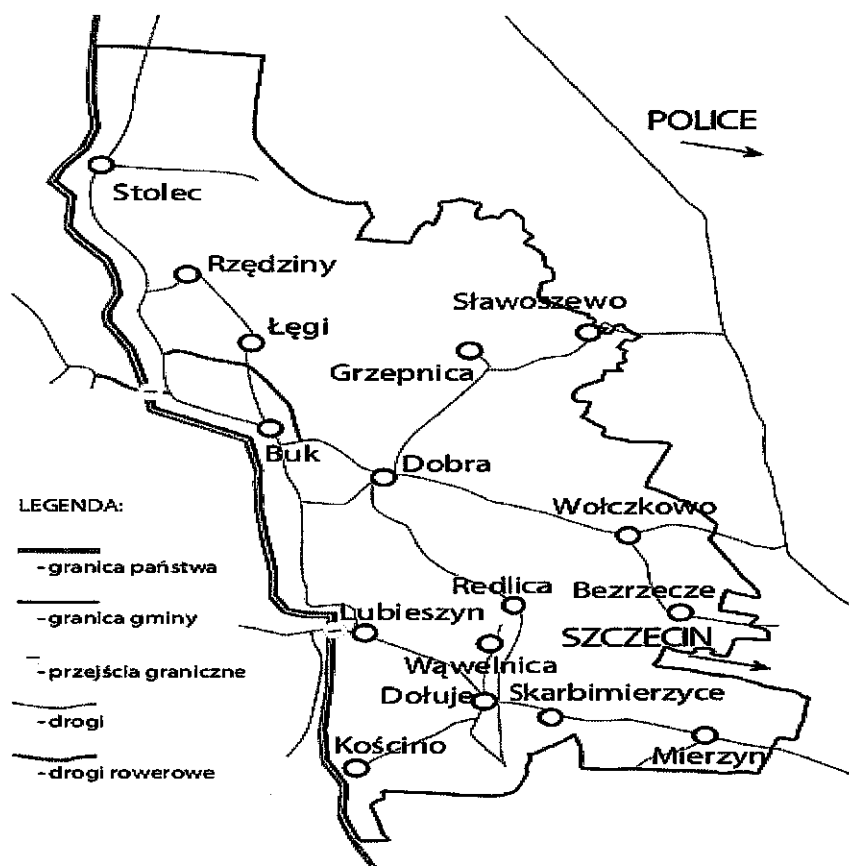 POLICE
Stolec
Rzędziny
Sławoszewo
Łęgi
Grzepnica
Buk
Dobra
LEGENDA:
Wołczkowo
-granica państwa
Redlica
Bezrzecze
-granica gminy
Lubieszyn
SZCZECIN
-przejścia graniczne
Wąwelnica
Dołuje
Skarbimierzyce
-drogi
Kościno
Mierzyn
-drogi rowerowe